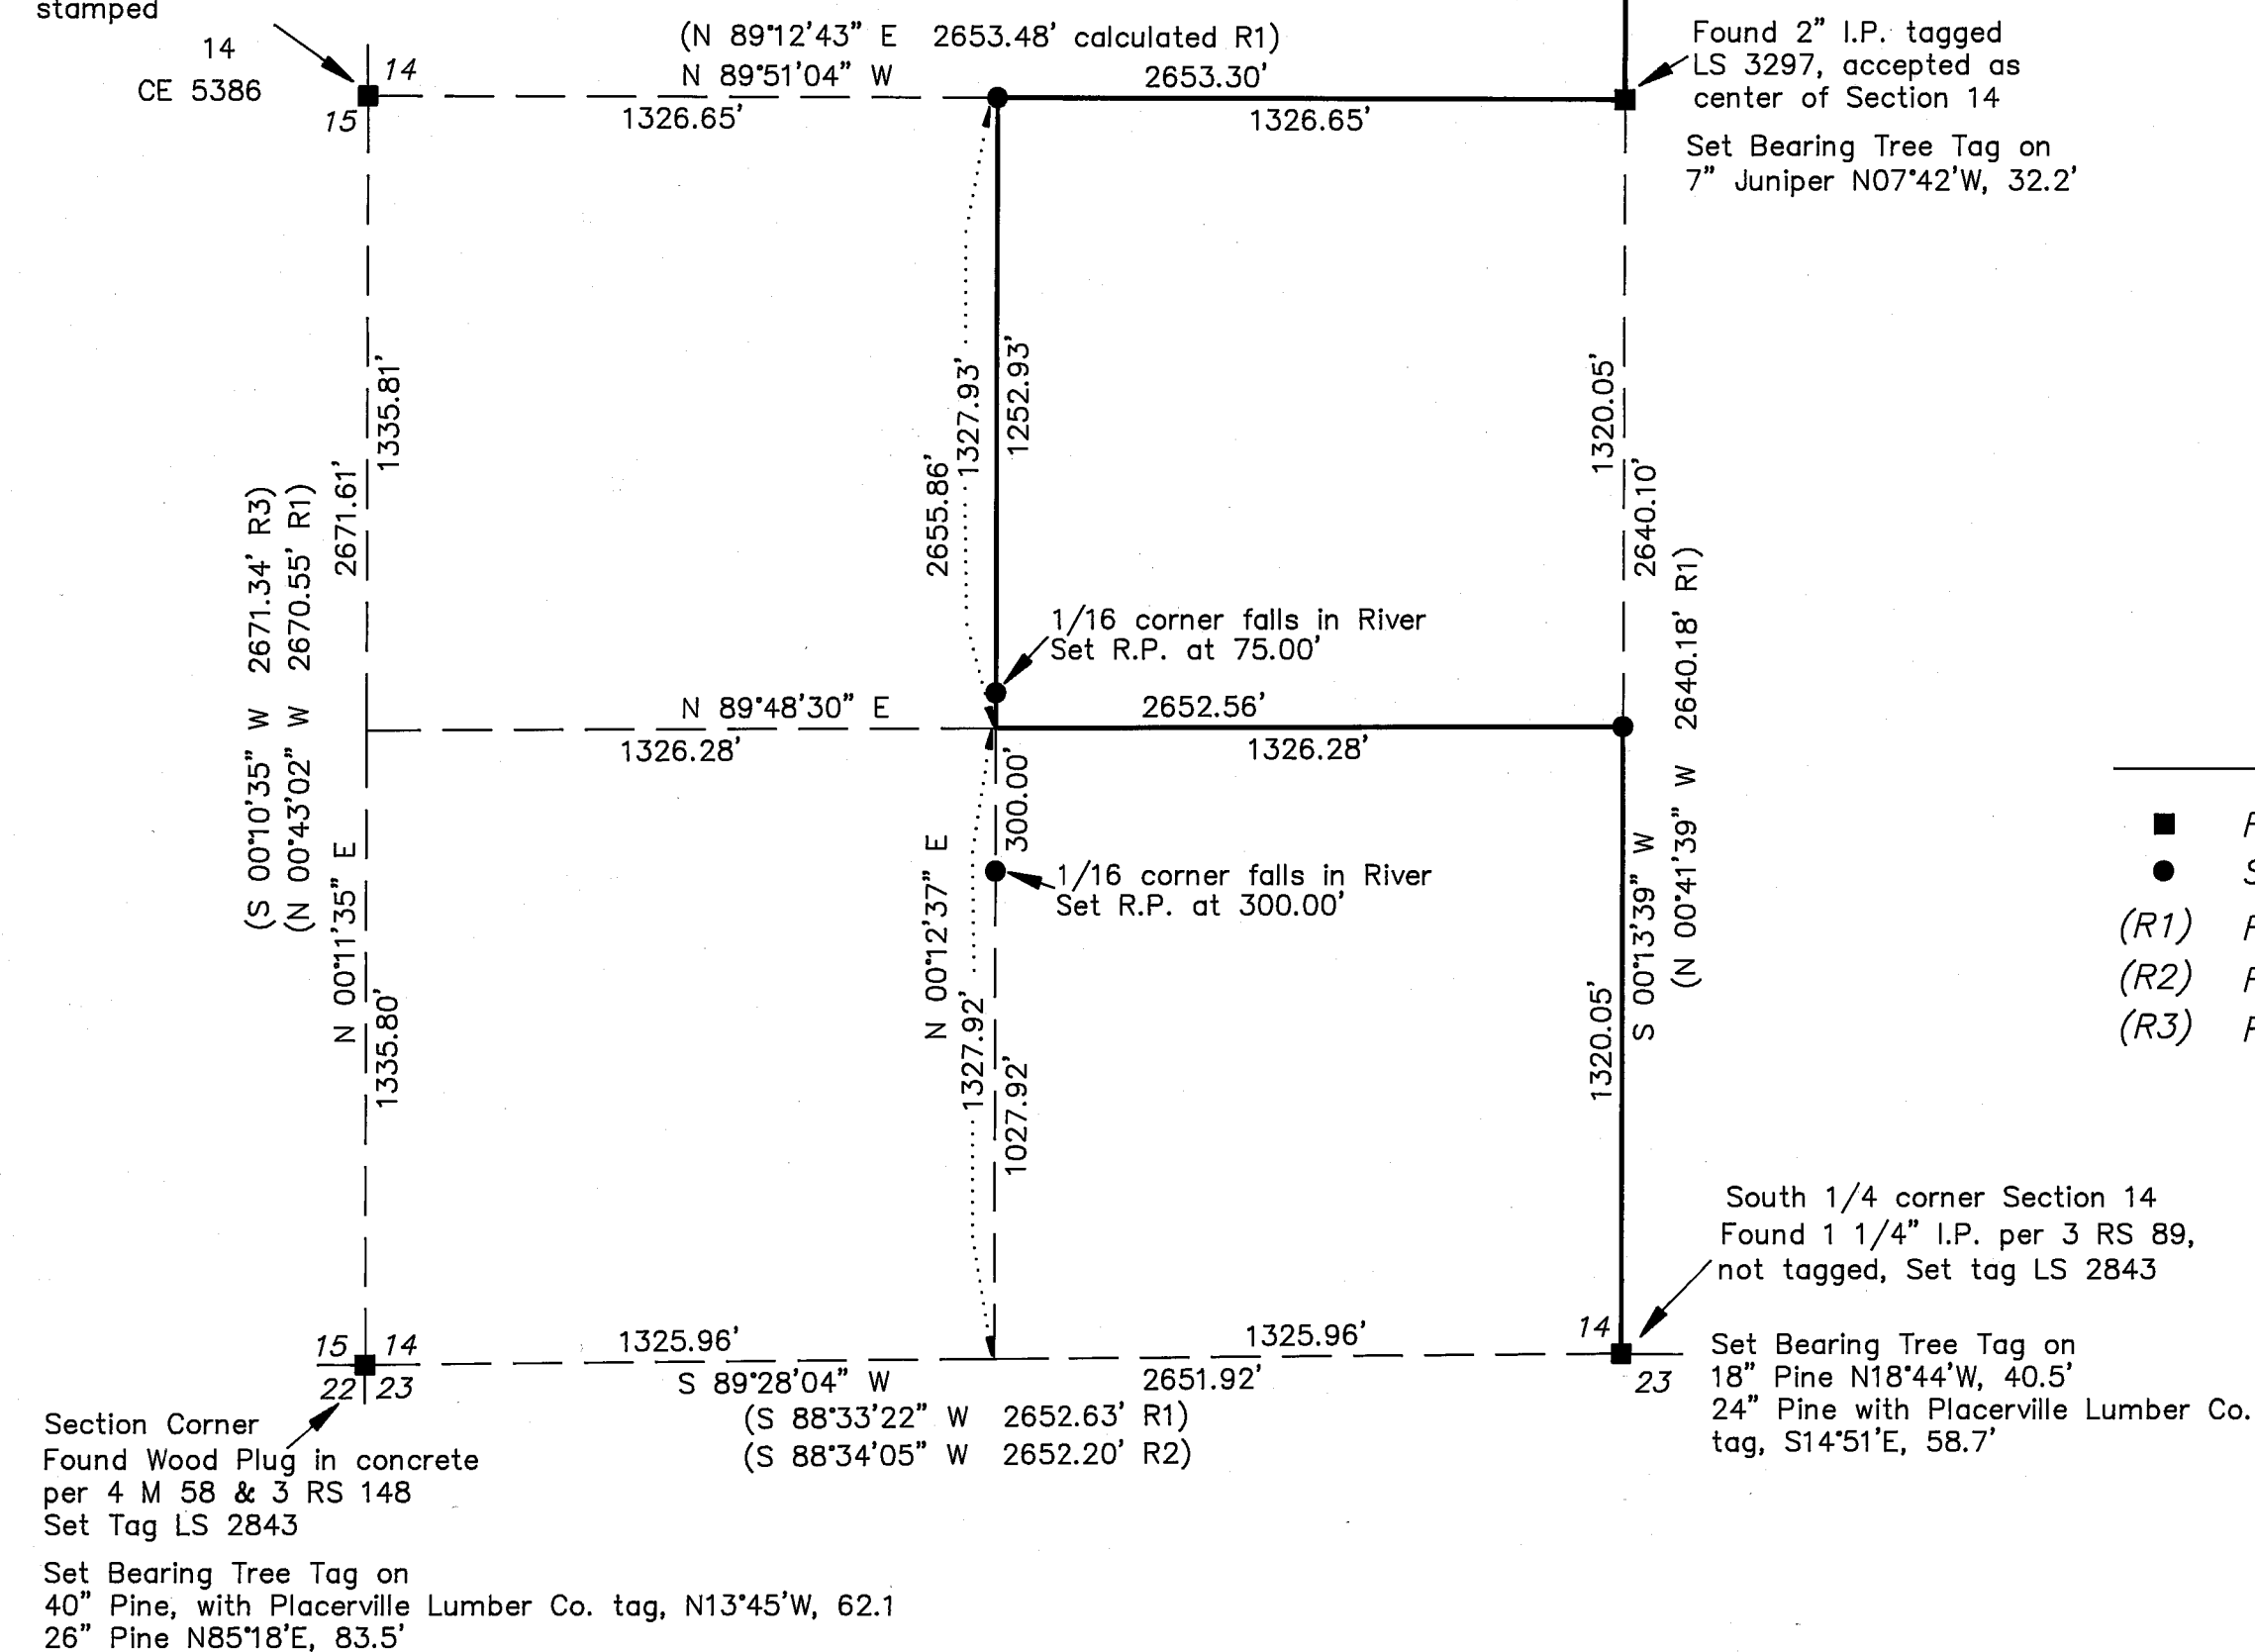 stamped
14
CE 5386
14
15
(N 89°12'43" E 2653.48' calculated R1)
N 89°51'04" W 2653.30'
1326.65'
1326.65'
Found 2" I.P. tagged
LS 3297, accepted as
center of Section 14
Set Bearing Tree Tag on
7" Juniper N07°42'W, 32.2'
1335.81'
2671.61'
(S 00°10'35" W 2671.34' R3)
(N 00°43'02" W 2670.55' R1)
N 00°11'35" E
1335.80'
1327.93'
1252.93'
2655.86'
1320.05'
2640.10'
(N 00°41'39" W 2640.18' R1)
S 00°13'39" W
1320.05'
1/16 corner falls in River
Set R.P. at 75.00'
N 89°48'30" E 2652.56'
1326.28'
1326.28'
300.00'
1/16 corner falls in River
Set R.P. at 300.00'
N 00°12'37" E
1327.92'
1027.92'
(R1)
(R2)
(R3)
South 1/4 corner Section 14
Found 1 1/4" I.P. per 3 RS 89,
not tagged, Set tag LS 2843
14
23
Set Bearing Tree Tag on
18" Pine N18°44'W, 40.5'
24" Pine with Placerville Lumber Co.
tag, S14°51'E, 58.7'
15 14
22 23
1325.96'
1325.96'
S 89°28'04" W 2651.92'
(S 88°33'22" W 2652.63' R1)
(S 88°34'05" W 2652.20' R2)
Section Corner
Found Wood Plug in concrete
per 4 M 58 & 3 RS 148
Set Tag LS 2843
Set Bearing Tree Tag on
40" Pine, with Placerville Lumber Co. tag, N13°45'W, 62.1
26" Pine N85°18'E, 83.5'